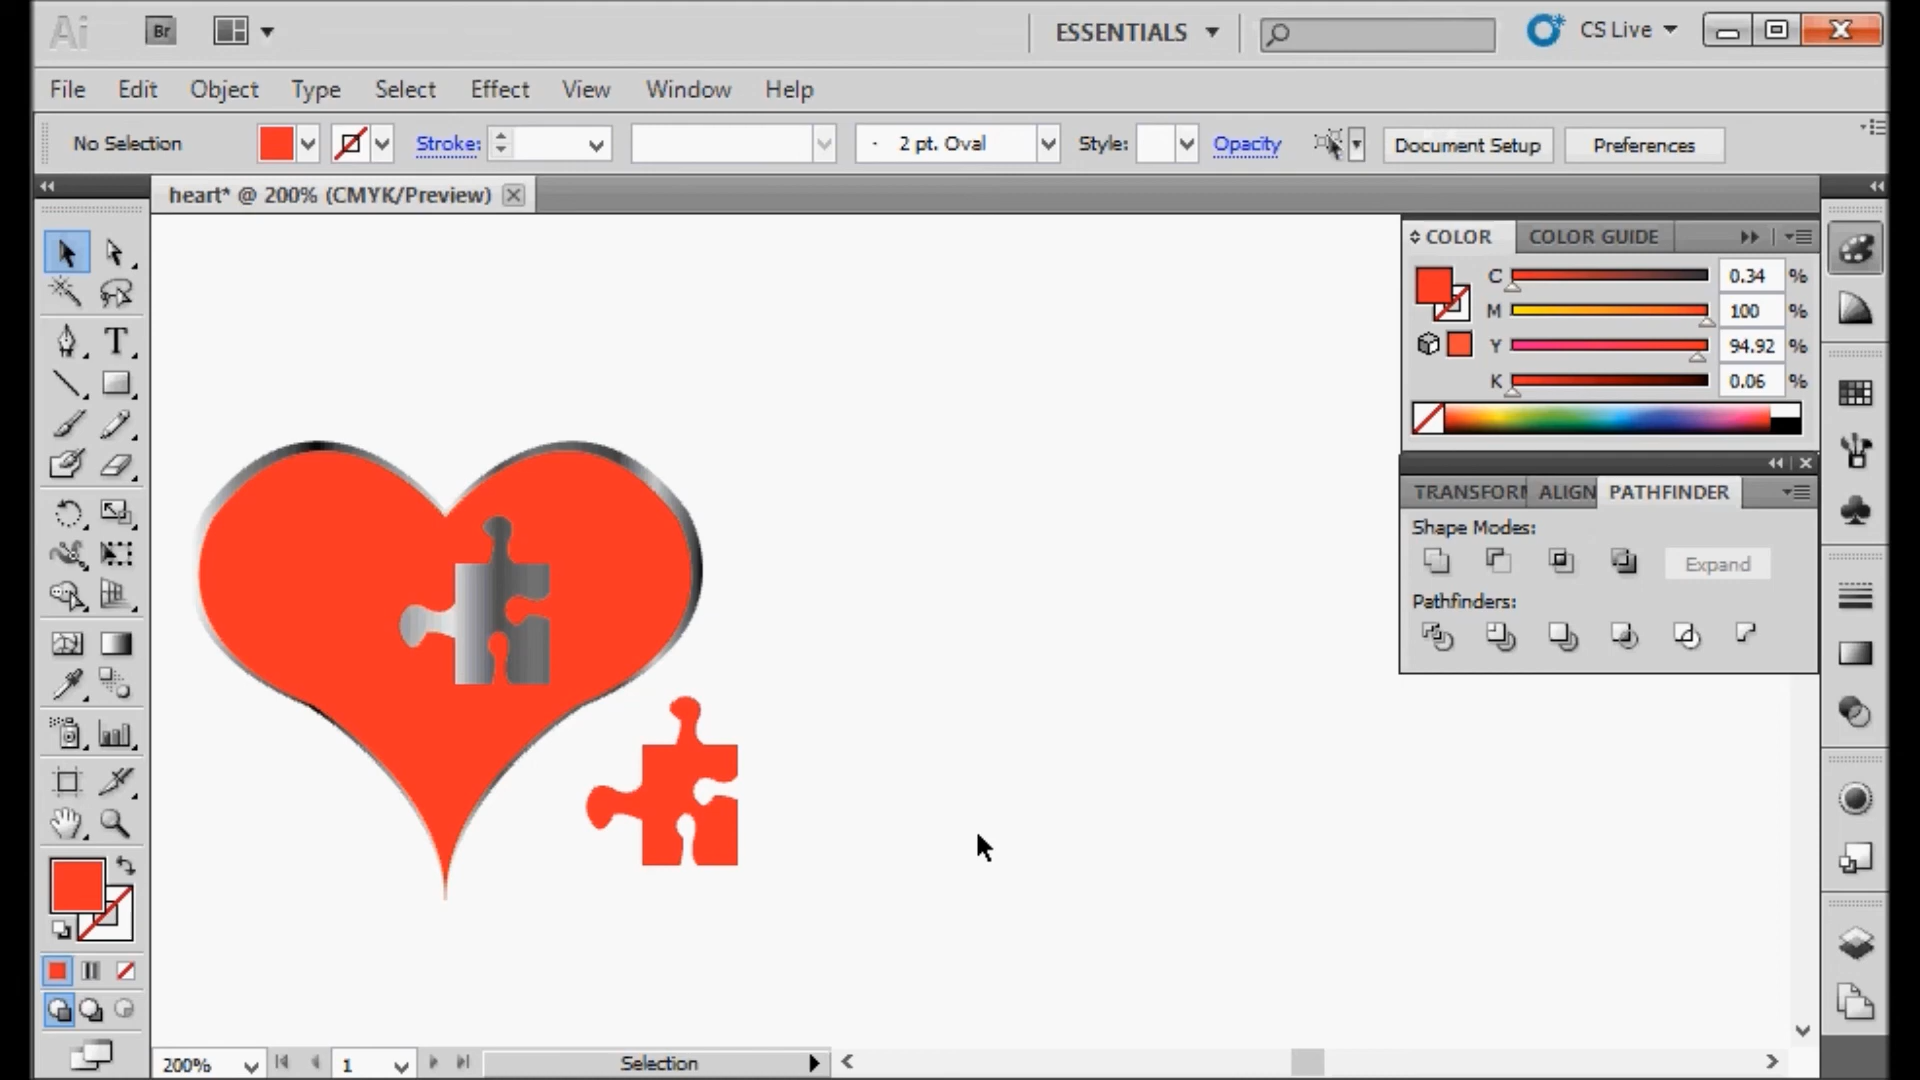 Ai Br ESSENTIALS CS Live
File Edit Object Type Select Effect View Window Help
No Selection Stroke: 2 pt. Oval Style: Opacity Document Setup Preferences
heart* @ 200% (CMYK/Preview)
COLOR COLOR GUIDE
C 0.34 %
M 100 %
Y 94.92 %
K 0.06 %
TRANSFORM ALIGN PATHFINDER
Shape Modes:
Expand
Pathfinders:
T
200% 1 Selection